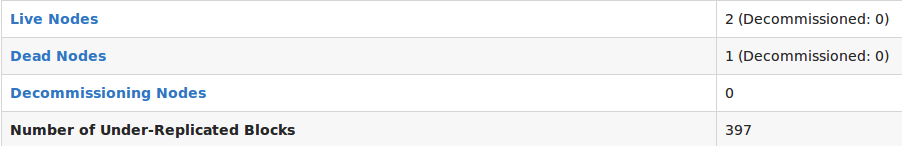 Live Nodes 2 (Decommissioned: 0)
Dead Nodes 1 (Decommissioned: 0)
Decommissioning Nodes 0
Number of Under-Replicated Blocks 397